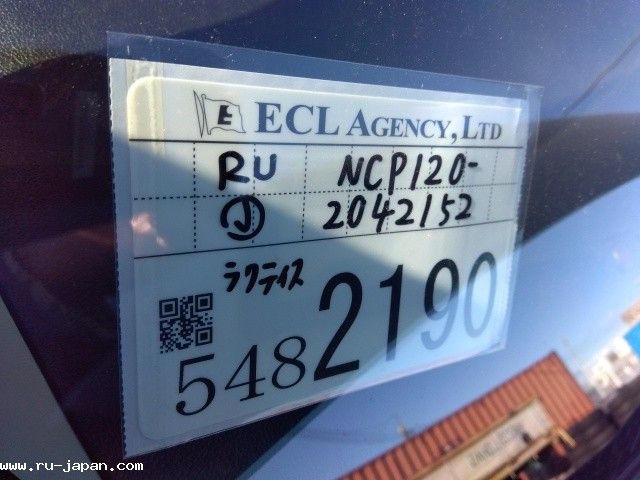 E ECL AGENCY, LTD
RU NCP120-
J 2042152
ラクティス
5482190
www.ru-japan.com